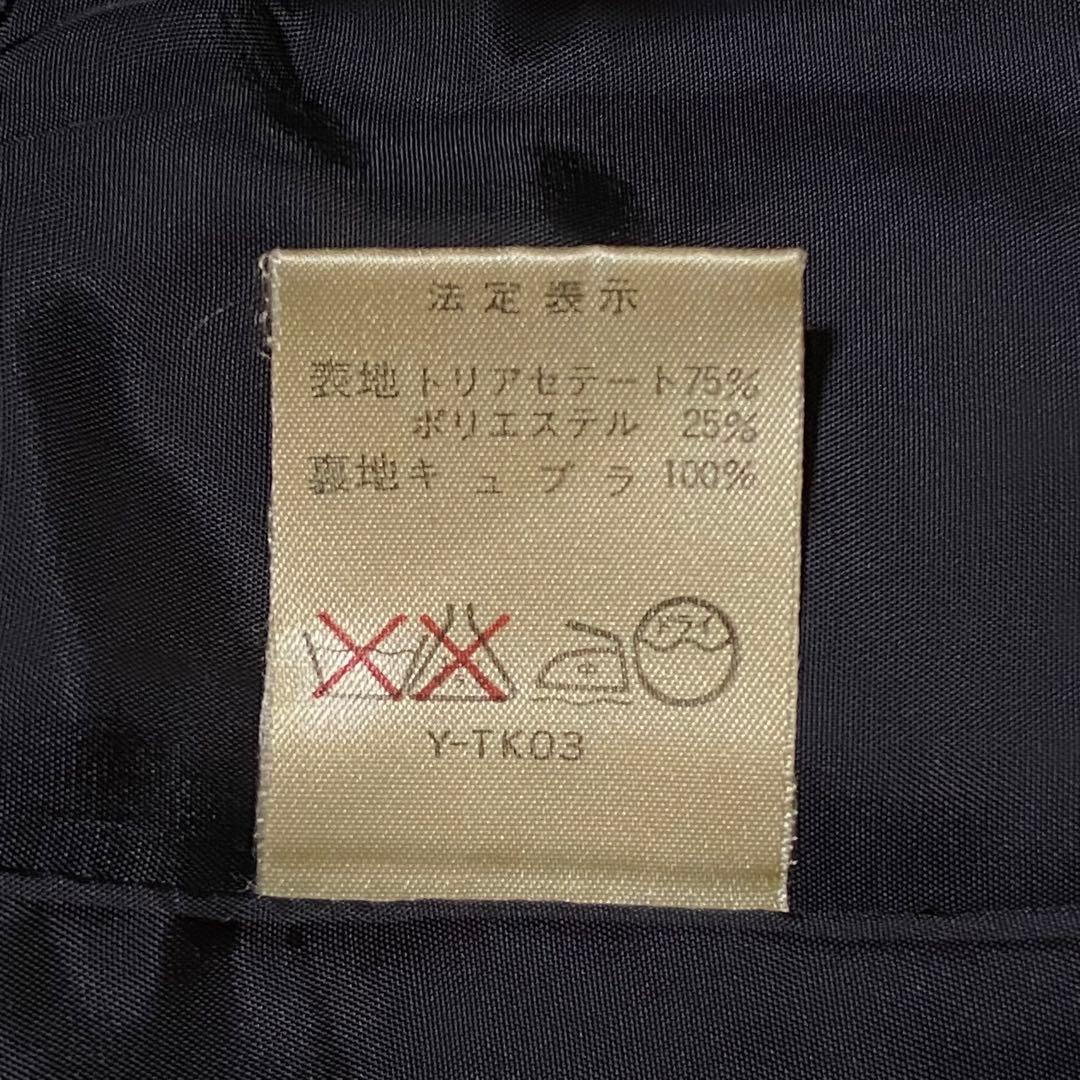 法定表示
表地トリアセテート75%
ポリエステル 25%
裏地キュプラ 100%
ドライ
Y-TK03